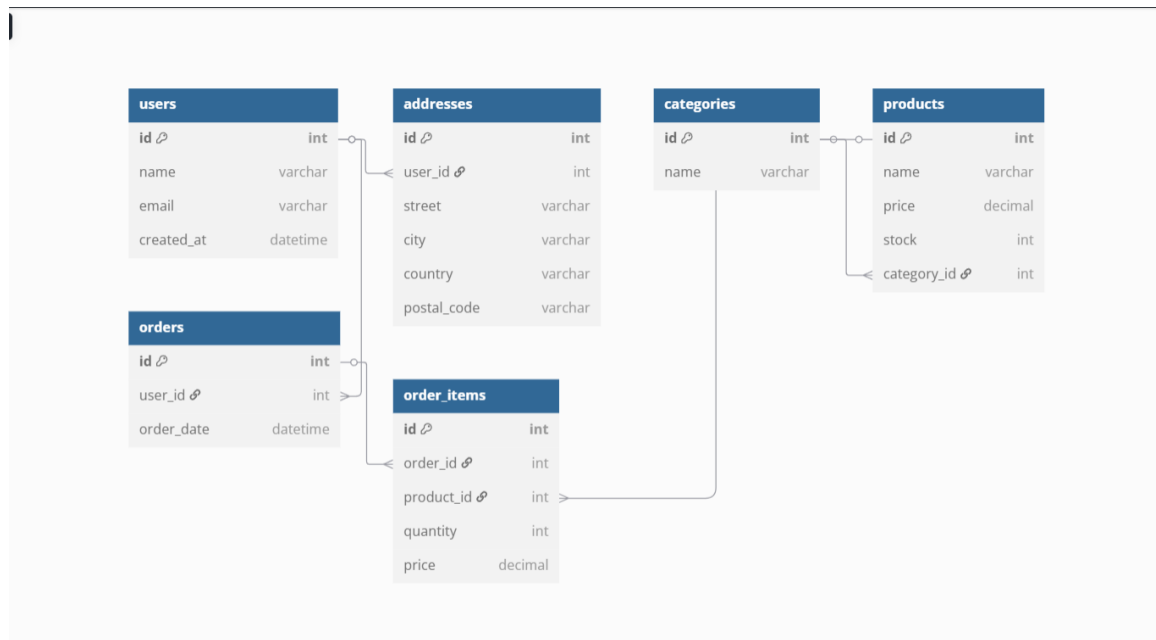 users
id int
name varchar
email varchar
created_at datetime
addresses
id int
user_id int
street varchar
city varchar
country varchar
postal_code varchar
categories
id int
name varchar
products
id int
name varchar
price decimal
stock int
category_id int
orders
id int
user_id int
order_date datetime
order_items
id int
order_id int
product_id int
quantity int
price decimal